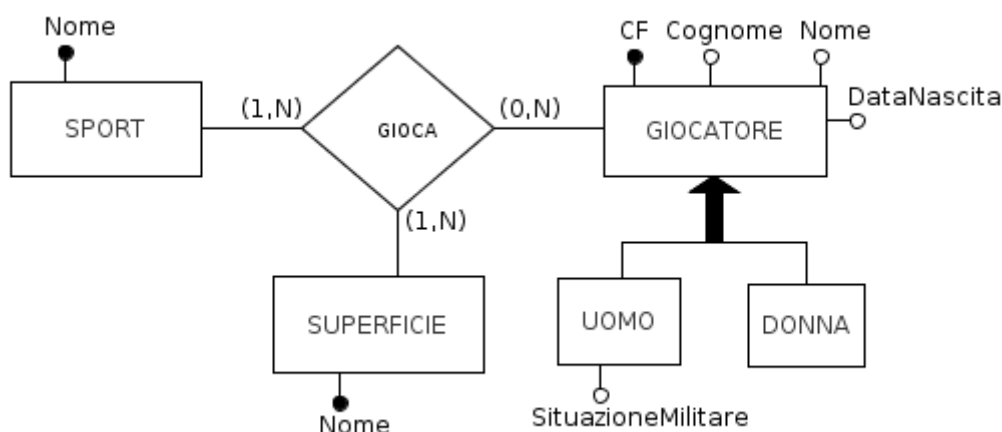 Nome
CF Cognome Nome
DataNascita
(1,N) (0,N)
SPORT GIOCA GIOCATORE
(1,N)
SUPERFICIE UOMO DONNA
Nome SituazioneMilitare